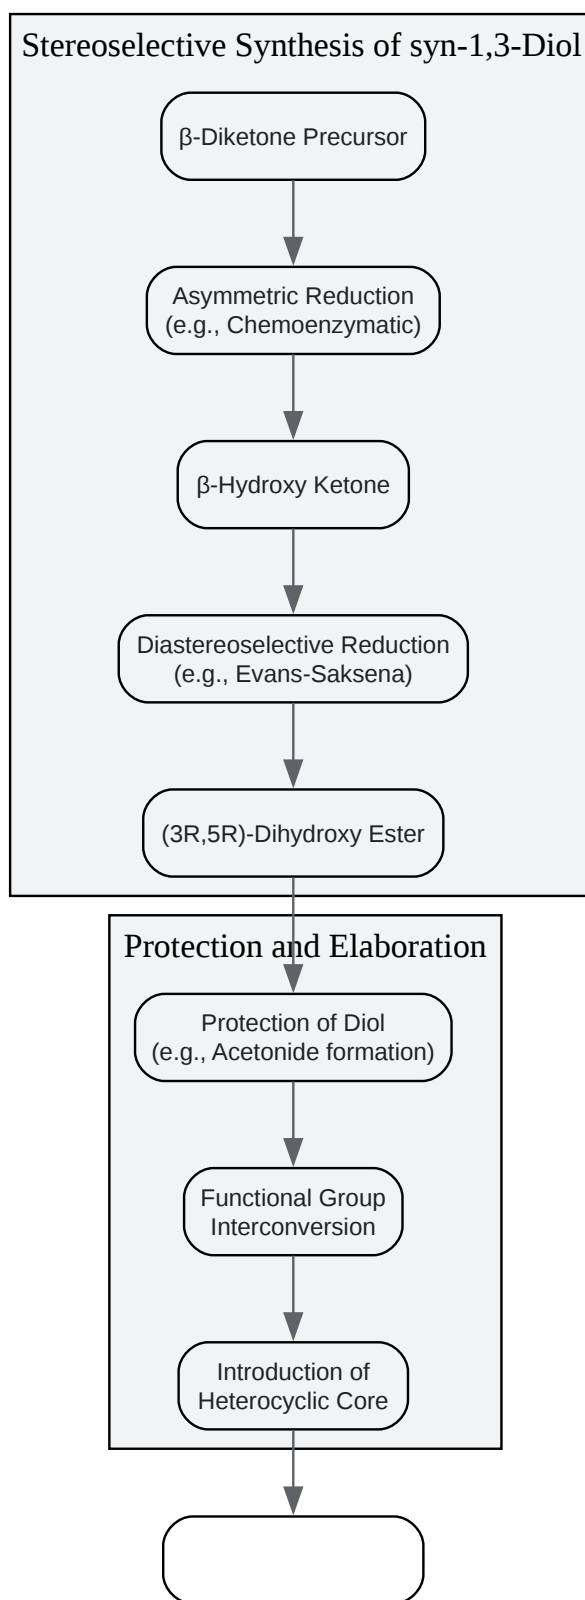 Stereoselective Synthesis of syn-1,3-Diol
β-Diketone Precursor
Asymmetric Reduction
(e.g., Chemoenzymatic)
β-Hydroxy Ketone
Diastereoselective Reduction
(e.g., Evans-Saksena)
(3R,5R)-Dihydroxy Ester
Protection and Elaboration
Protection of Diol
(e.g., Acetonide formation)
Functional Group
Interconversion
Introduction of
Heterocyclic Core